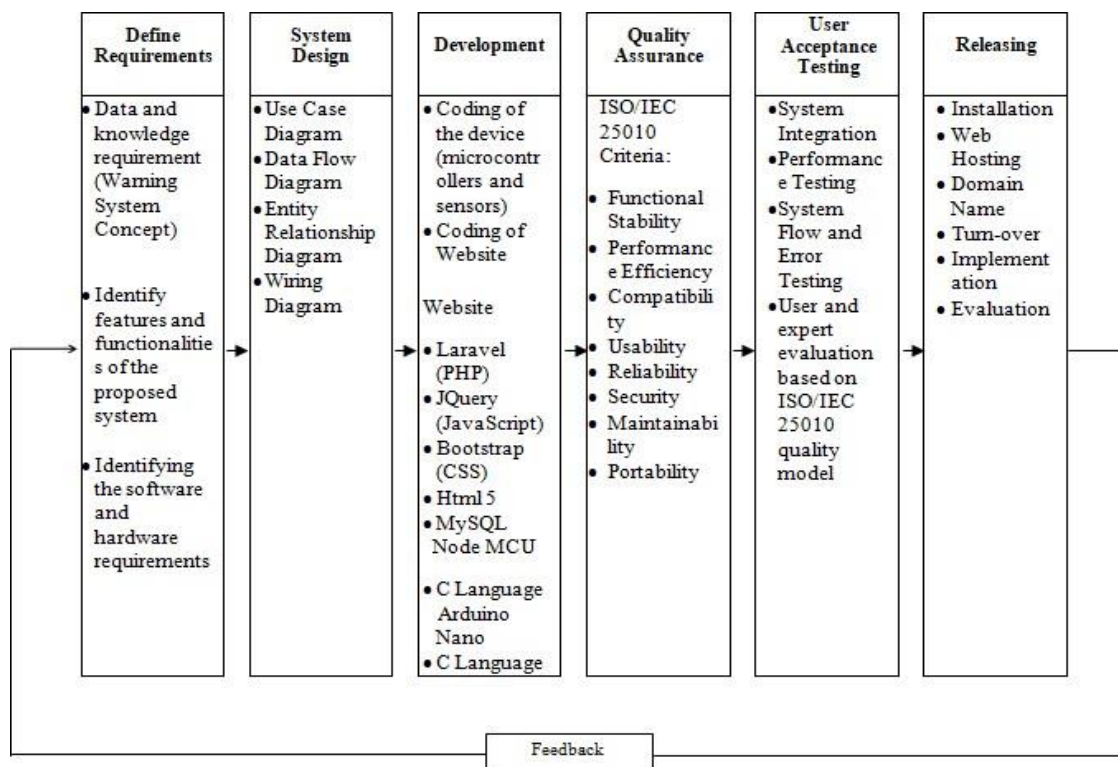 Define
Requirements
● Data and
knowledge
requirement
(Warning
System
Concept)
● Identify
features and
functionalitie
s of the
proposed
system
● Identifying
the software
and
hardware
requirements
System
Design
● Use Case
Diagram
● Data Flow
Diagram
● Entity
Relationship
Diagram
● Wiring
Diagram
Development
● Coding of
the device
(microcontr
ollers and
sensors)
● Coding of
Website
Website
● Laravel
(PHP)
● JQuery
(JavaScript)
● Bootstrap
(CSS)
● Html 5
● MySQL
Node MCU
● C Language
Arduino
Nano
● C Language
Quality
Assurance
ISO/IEC
25010
Criteria:
● Functional
Stability
● Performanc
e Efficiency
● Compatibili
ty
● Usability
● Reliability
● Security
● Maintainabi
lity
● Portability
User
Acceptance
Testing
● System
Integration
● Performanc
e Testing
● System
Flow and
Error
Testing
● User and
expert
evaluation
based on
ISO/IEC
25010
quality
model
Releasing
● Installation
● Web
Hosting
● Domain
Name
● Turn-over
● Implement
ation
● Evaluation
Feedback